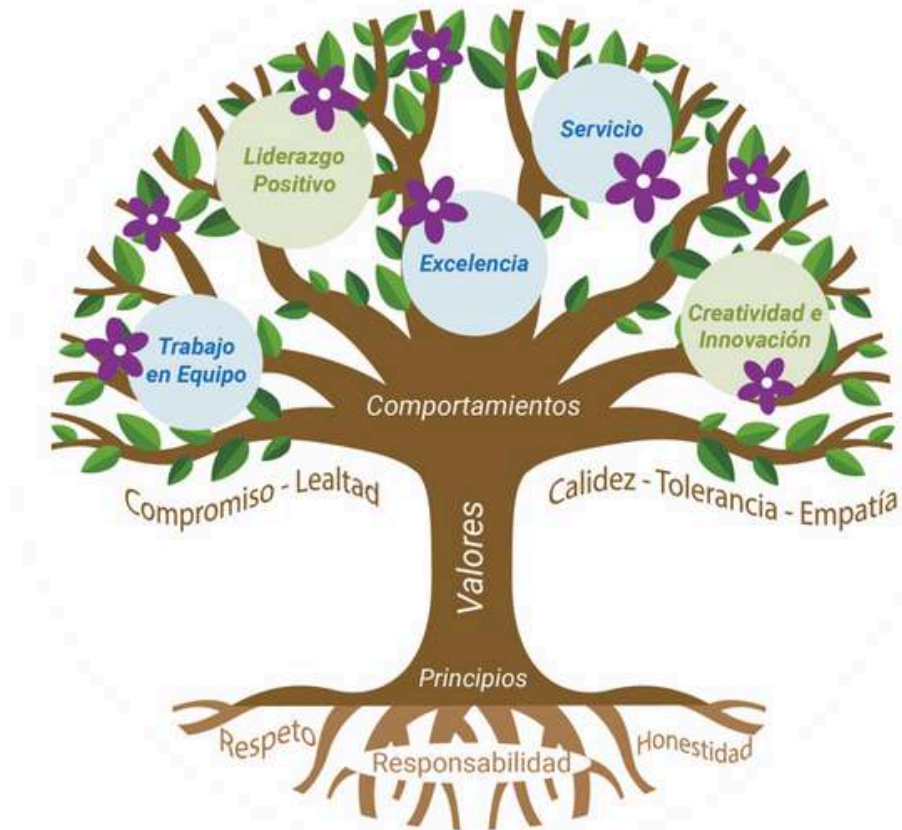 Servicio
Liderazgo
Positivo
Excelencia
Creatividad e
Innovación
Trabajo
en Equipo
Comportamientos
Compromiso - Lealtad
Calidez - Tolerancia - Empatía
Valores
Principios
Respeto
Responsabilidad
Honestidad